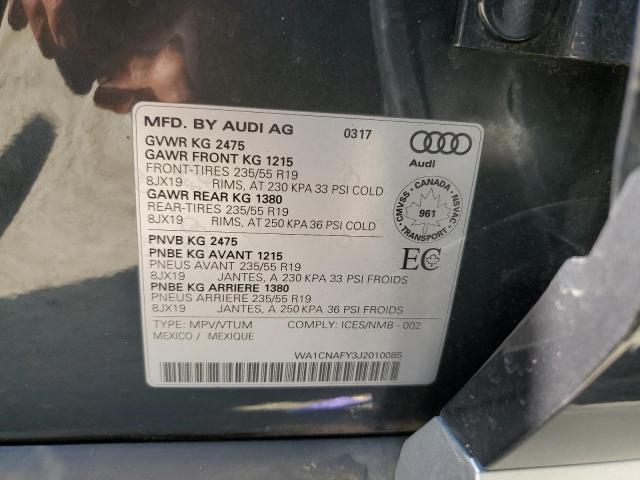 MFD. BY AUDI AG 0317
Audi
GVWR KG 2475
GAWR FRONT KG 1215
FRONT-TIRES 235/55 R19
8JX19 RIMS, AT 230 KPA 33 PSI COLD
GAWR REAR KG 1380
REAR-TIRES 235/55 R19
8JX19 RIMS, AT 250 KPA 36 PSI COLD
CMVSS - CANADA - NSVAC
961
TRANSPORT
PNVB KG 2475
PNBE KG AVANT 1215
PNEUS AVANT 235/55 R19
8JX19 JANTES, A 230 KPA 33 PSI FROIDS
PNBE KG ARRIERE 1380
PNEUS ARRIERE 235/55 R19
8JX19 JANTES, A 250 KPA 36 PSI FROIDS
EC
TYPE: MPV/VTUM COMPLY: ICES/NMB - 002
MEXICO / MEXIQUE
WA1CNAFY3J2010085